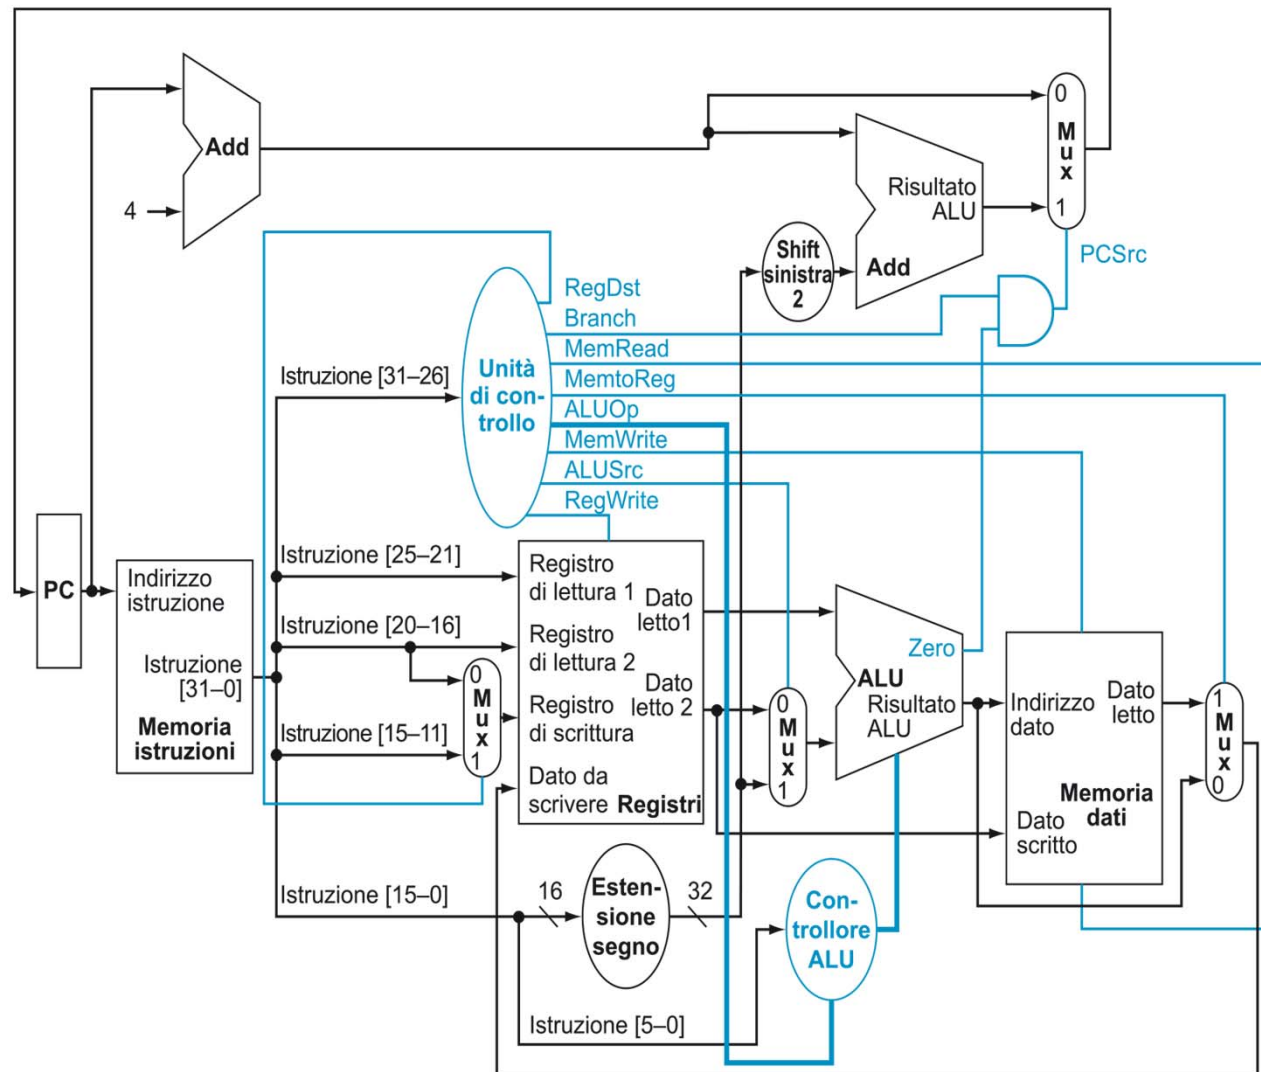 0
M
u
x
1
Add
Risultato
ALU
4
Shift
sinistra
2
Add
PCSrc
RegDst
Branch
MemRead
MemtoReg
ALUOp
MemWrite
ALUSrc
RegWrite
Unità
di con-
trollo
Istruzione [31–26]
Istruzione [25–21]
Istruzione [20–16]
Istruzione [15–11]
PC
Indirizzo
istruzione
Istruzione
[31–0]
Memoria
istruzioni
0
M
u
x
1
Registro
di lettura 1
Registro
di lettura 2
Registro
di scrittura
Dato da
scrivere
Registri
Dato
letto1
Dato
letto 2
0
M
u
x
1
Zero
ALU
Risultato
ALU
Indirizzo
dato
Dato
letto
Memoria
dati
Dato
scritto
1
M
u
x
0
Istruzione [15–0]
16
Esten-
sione
segno
32
Con-
trollore
ALU
Istruzione [5–0]